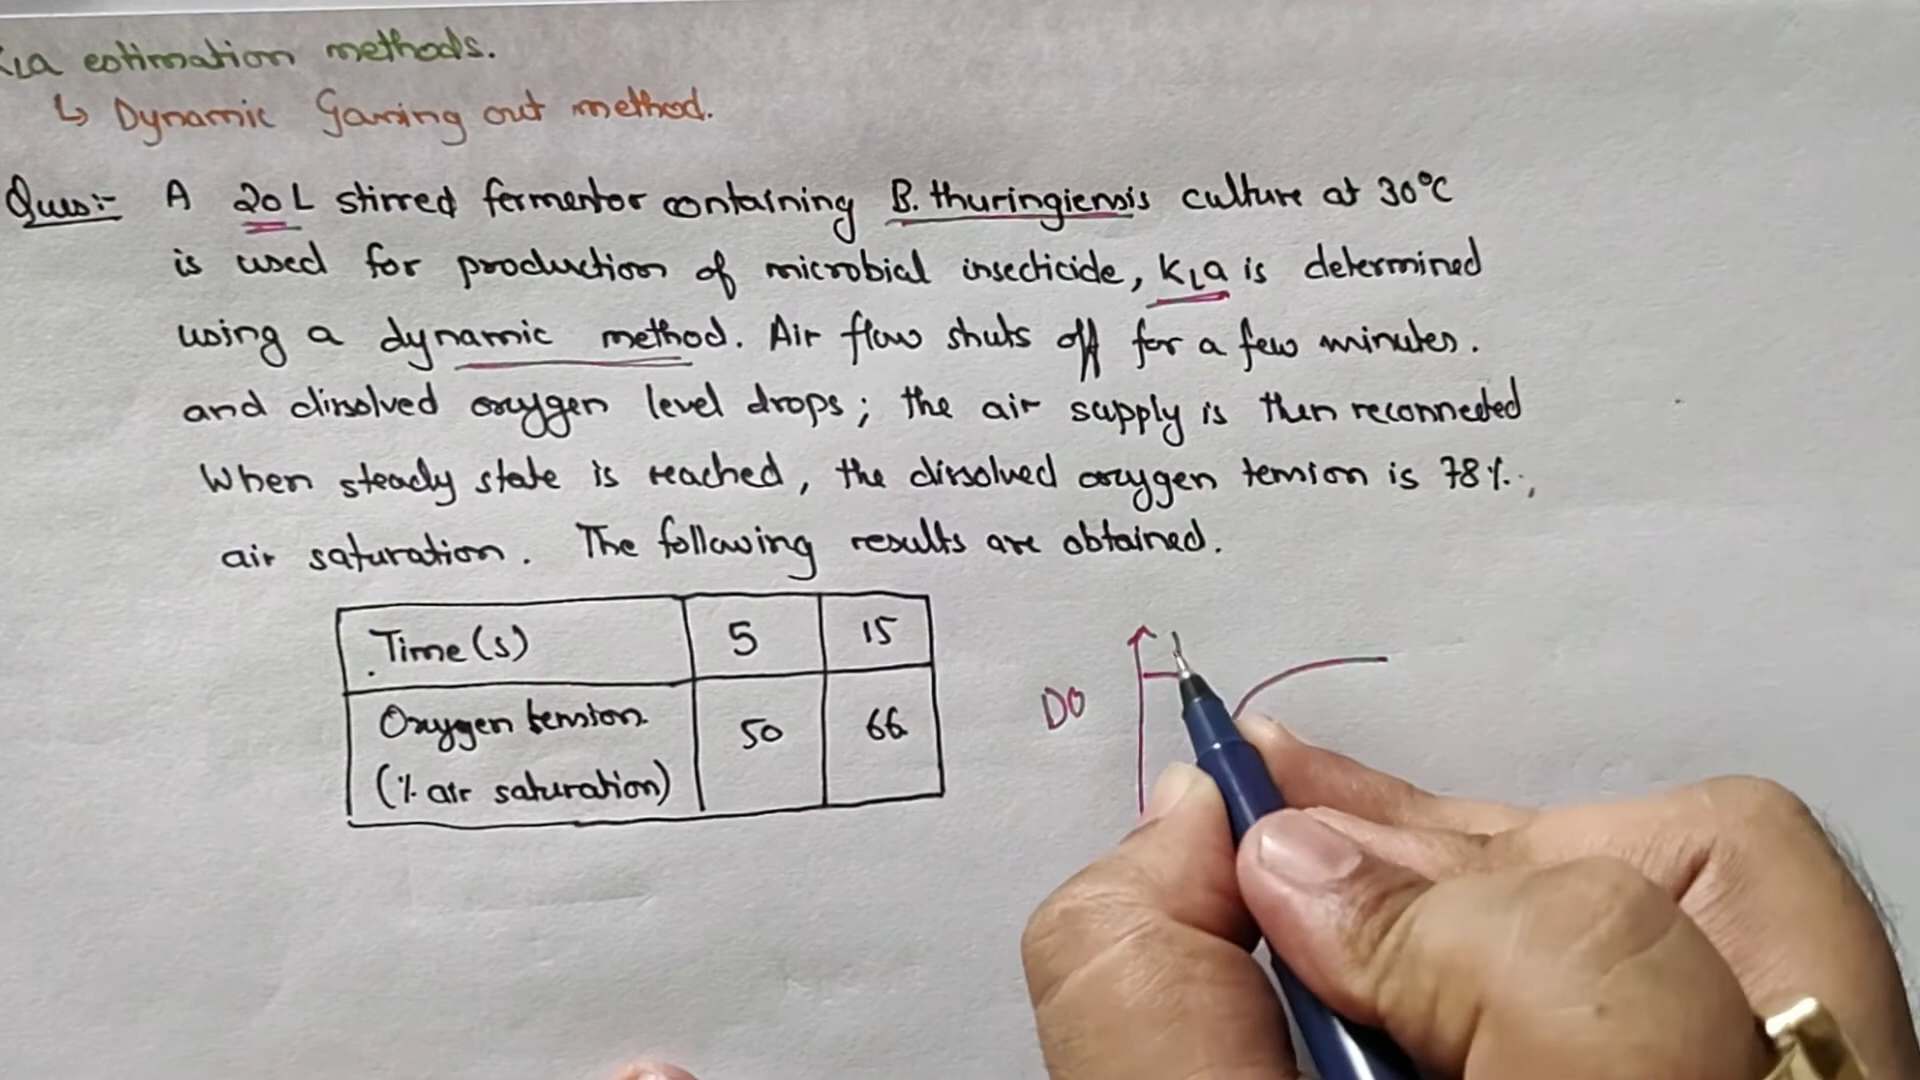 KLa estimation methods.
↳ Dynamic Gassing out method.
Ques:- A 20L stirred fermentor containing B. thuringiensis culture at 30°C
is used for production of microbial insecticide, KLa is determined
using a dynamic method. Air flow shuts off for a few minutes.
and dissolved oxygen level drops; the air supply is then reconnected
When steady state is reached, the dissolved oxygen tension is 78%.,
air saturation. The following results are obtained.
Time (s) 5 15
Oxygen tension 50 66
(% air saturation)
DO